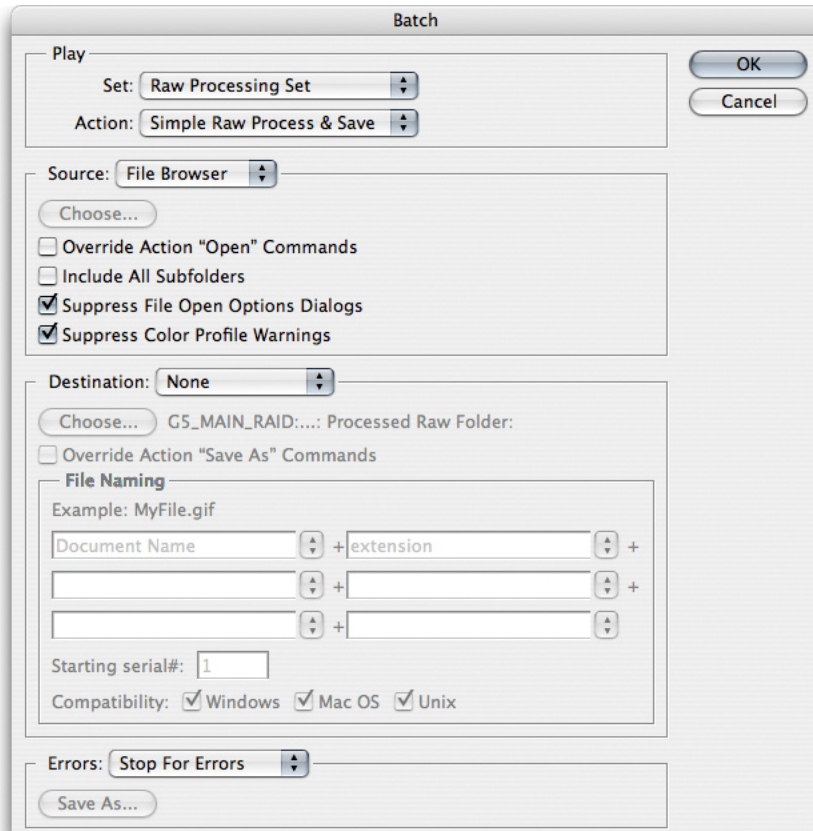 Batch
Play
Set: Raw Processing Set
Action: Simple Raw Process & Save
OK
Cancel
Source: File Browser
Choose...
Override Action “Open” Commands
Include All Subfolders
Suppress File Open Options Dialogs
Suppress Color Profile Warnings
Destination: None
Choose... G5_MAIN_RAID:...: Processed Raw Folder:
Override Action “Save As” Commands
File Naming
Example: MyFile.gif
Document Name + extension +
+ +
+
Starting serial#: 1
Compatibility: Windows Mac OS Unix
Errors: Stop For Errors
Save As...